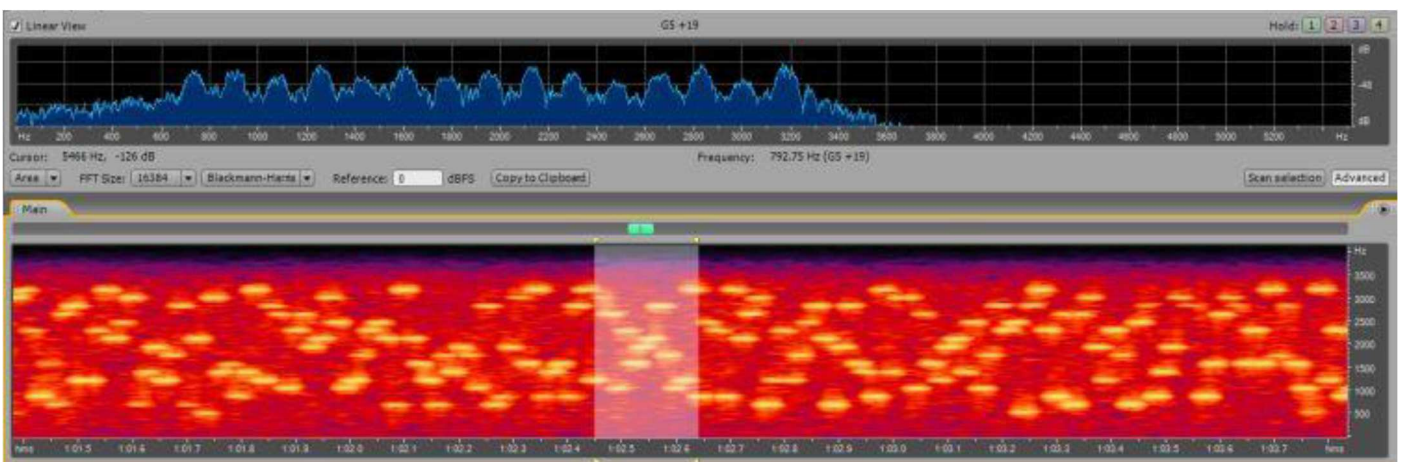 Linear View G5 +19 Hold: 1 2 3 4
dB
-48
dB
Hz 200 400 600 800 1000 1200 1400 1600 1800 2000 2200 2400 2600 2800 3000 3200 3400 3600 3800 4000 4200 4400 4600 4800 5000 5200 Hz
Cursor: 5466 Hz, -126 dB Frequency: 792.75 Hz (G5 +19)
Area FFT Size: 16384 Blackmann-Harris Reference: 0 dBFS Copy to Clipboard Scan selection Advanced
Main
Hz
3500
3000
2500
2000
1500
1000
500
hms 1:01.5 1:01.6 1:01.7 1:01.8 1:01.9 1:02.0 1:02.1 1:02.2 1:02.3 1:02.4 1:02.5 1:02.6 1:02.7 1:02.8 1:02.9 1:03.0 1:03.1 1:03.2 1:03.3 1:03.4 1:03.5 1:03.6 1:03.7 hms